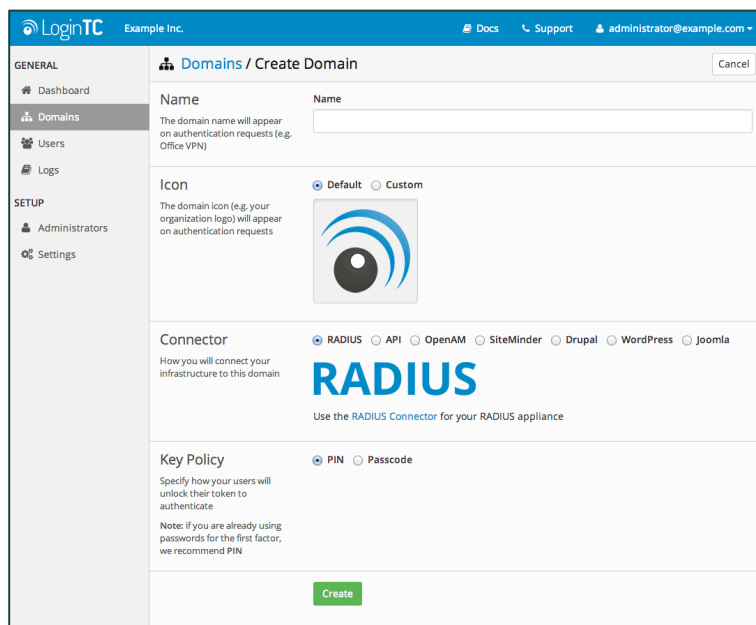 LoginTC Example Inc. Docs Support administrator@example.com
GENERAL
Dashboard
Domains
Users
Logs
SETUP
Administrators
Settings
Domains / Create Domain Cancel
Name
The domain name will appear
on authentication requests (e.g.
Office VPN)
Name
Icon
The domain icon (e.g. your
organization logo) will appear
on authentication requests
Default Custom
Connector
How you will connect your
infrastructure to this domain
RADIUS API OpenAM SiteMinder Drupal WordPress Joomla
RADIUS
Use the RADIUS Connector for your RADIUS appliance
Key Policy
Specify how your users will
unlock their token to
authenticate
Note: if you are already using
passwords for the first factor,
we recommend PIN
PIN Passcode
Create